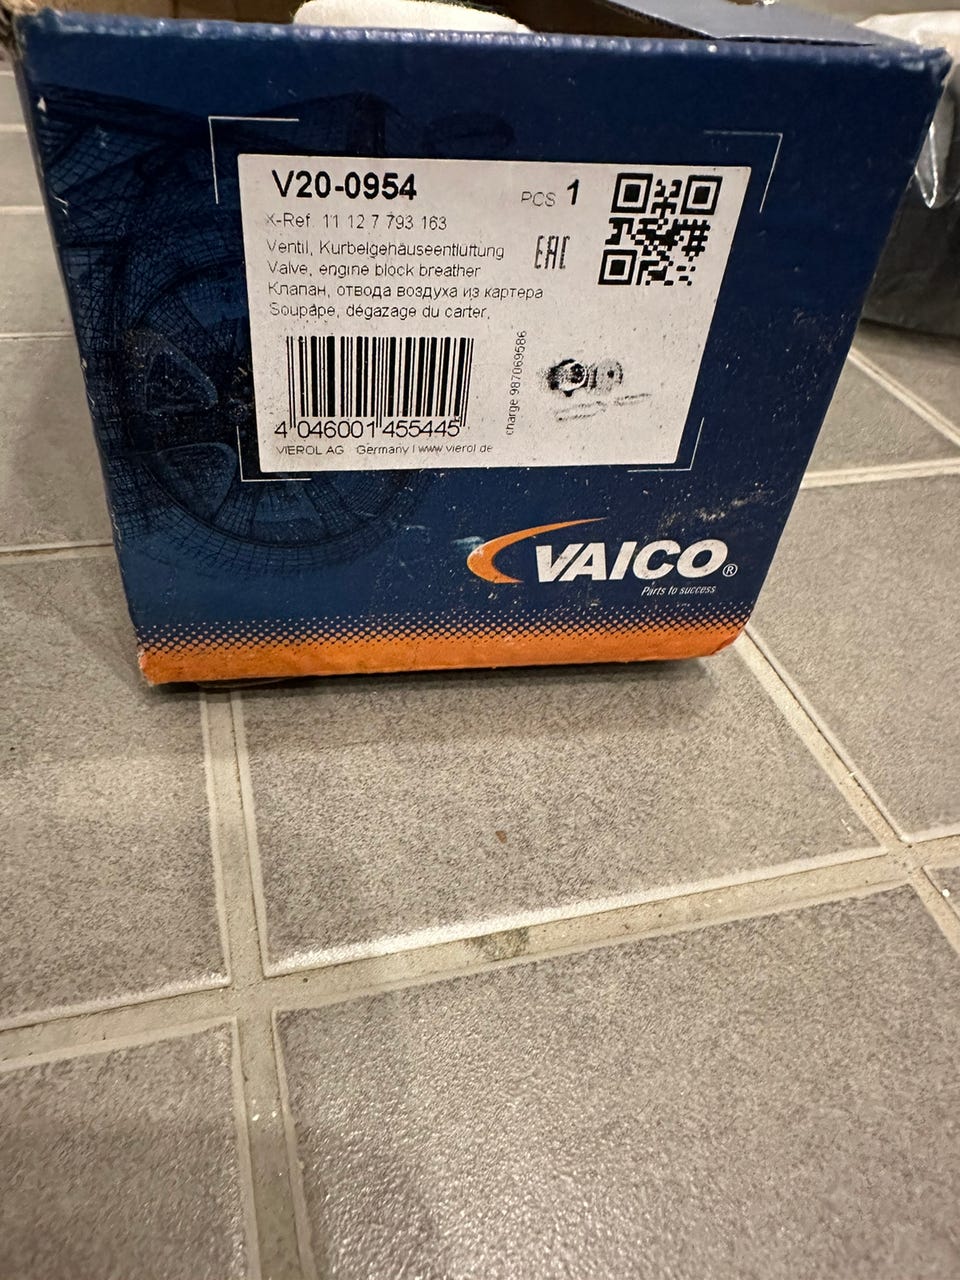 V20-0954
PCS 1
X-Ref. 11 12 7 793 163
Ventil, Kurbelgehäuseentlüftung
EAC
Valve, engine block breather
Клапан, отвода воздуха из картера
Soupape, dégazage du carter,
charge 987069586
4 046001 455445
VIEROL AG Germany | www.vierol.de
VAICO®
Parts to success